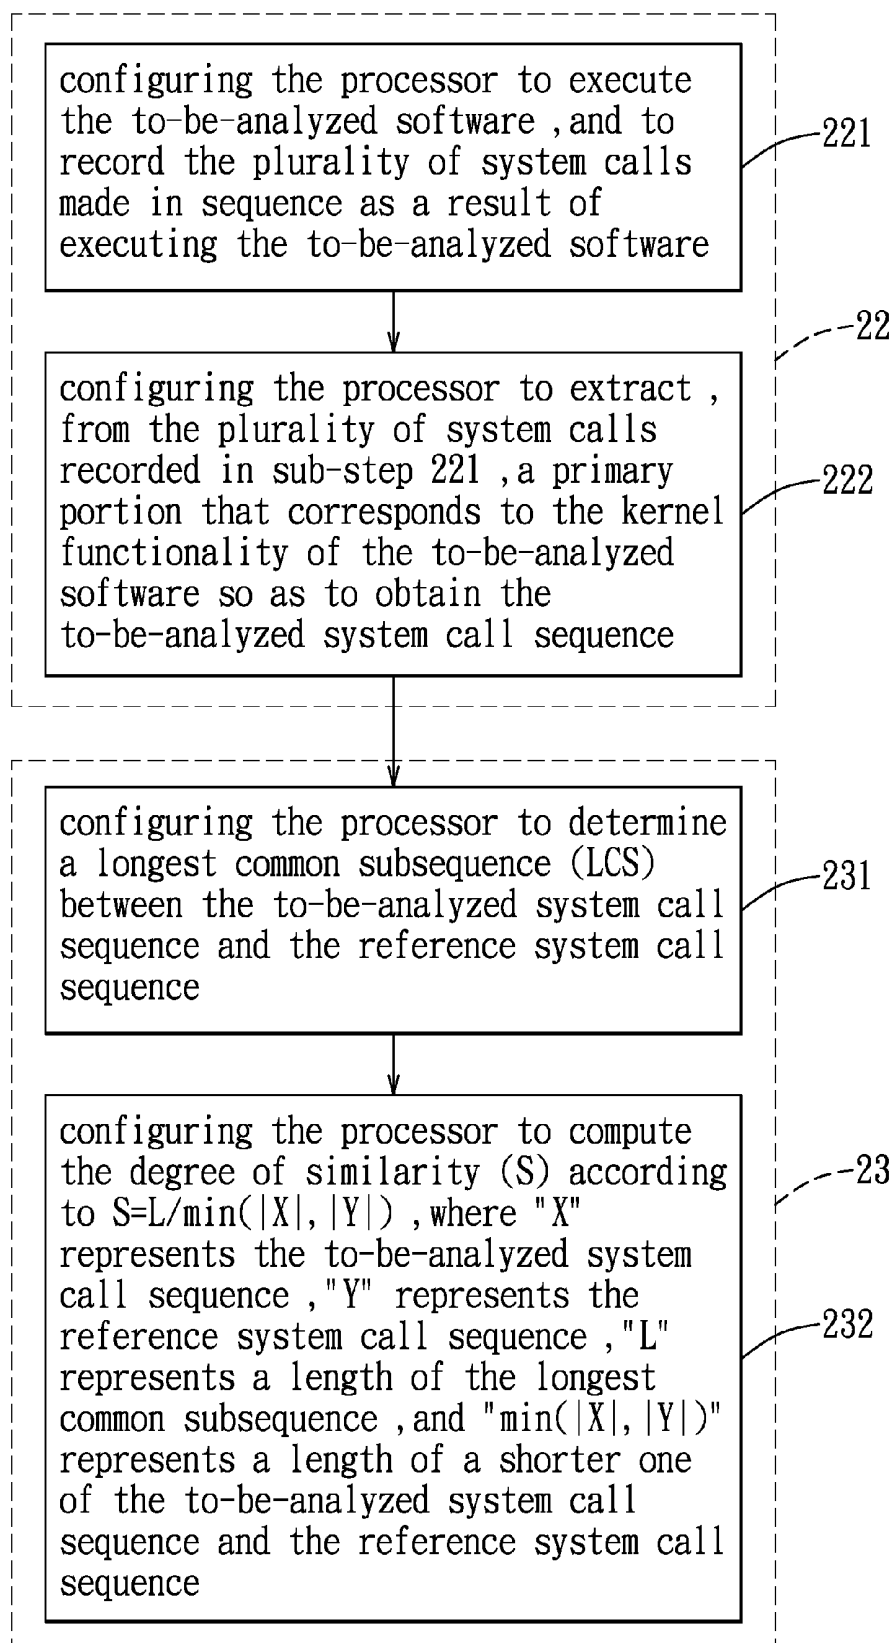 configuring the processor to execute
the to-be-analyzed software ,and to
record the plurality of system calls
made in sequence as a result of
executing the to-be-analyzed software
221
22
configuring the processor to extract ,
from the plurality of system calls
recorded in sub-step 221 ,a primary
portion that corresponds to the kernel
functionality of the to-be-analyzed
software so as to obtain the
to-be-analyzed system call sequence
222
configuring the processor to determine
a longest common subsequence (LCS)
between the to-be-analyzed system call
sequence and the reference system call
sequence
231
configuring the processor to compute
the degree of similarity (S) according
to S=L/min(|X|,|Y|) ,where "X"
represents the to-be-analyzed system
call sequence ,"Y" represents the
reference system call sequence ,"L"
represents a length of the longest
common subsequence ,and "min(|X|,|Y|)"
represents a length of a shorter one
of the to-be-analyzed system call
sequence and the reference system call
sequence
23
232